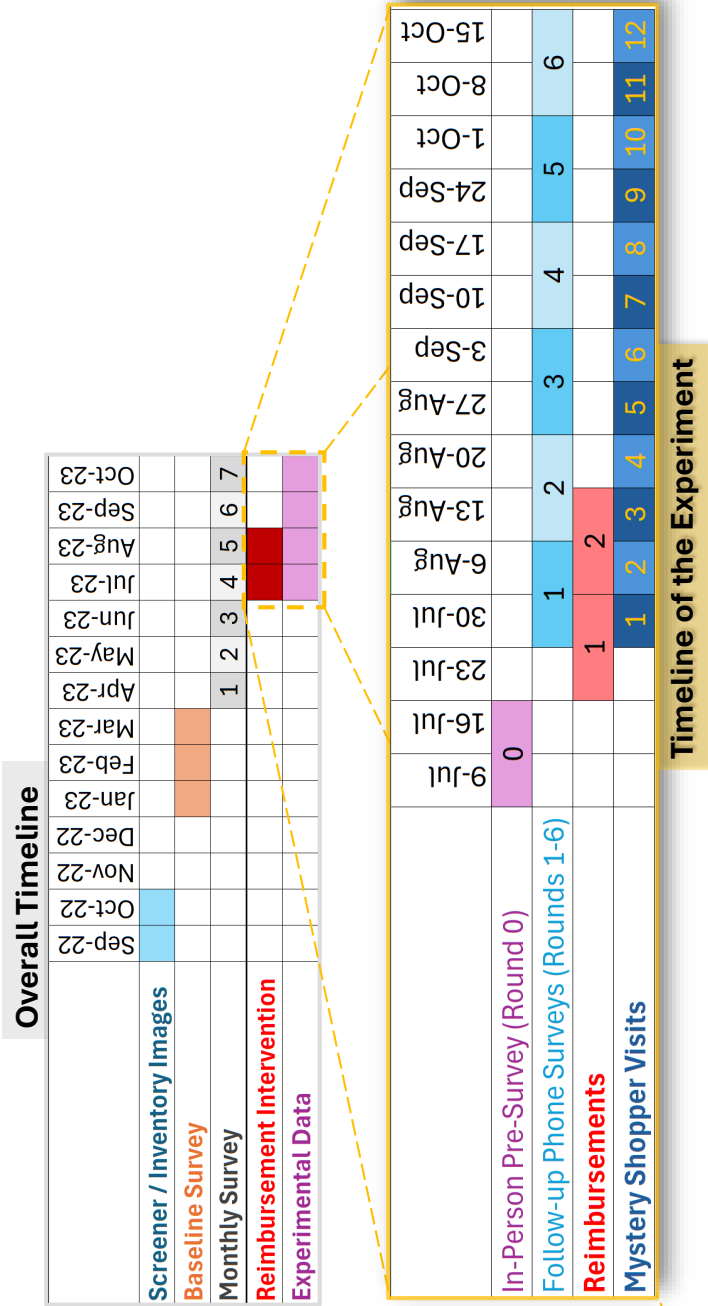 Overall Timeline
Sep-22 Oct-22 Nov-22 Dec-22 Jan-23 Feb-23 Mar-23 Apr-23 May-23 Jun-23 Jul-23 Aug-23 Sep-23 Oct-23
Screener / Inventory Images
Baseline Survey
Monthly Survey 1 2 3 4 5 6 7
Reimbursement Intervention
Experimental Data
9-Jul 16-Jul 23-Jul 30-Jul 6-Aug 13-Aug 20-Aug 27-Aug 3-Sep 10-Sep 17-Sep 24-Sep 1-Oct 8-Oct 15-Oct
In-Person Pre-Survey (Round 0) 0
Follow-up Phone Surveys (Rounds 1-6) 1 2 3 4 5 6
Reimbursements 1 2
Mystery Shopper Visits 1 2 3 4 5 6 7 8 9 10 11 12
Timeline of the Experiment